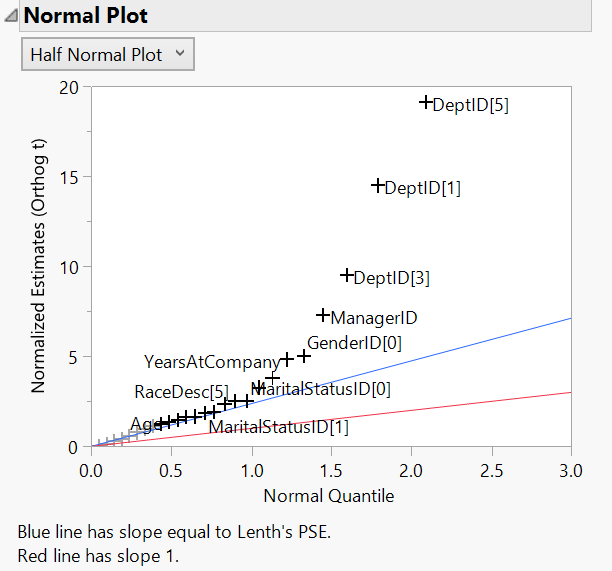 Normal Plot
Half Normal Plot
Normalized Estimates (Orthog t)
20
15
10
5
0
DeptID[5]
DeptID[1]
DeptID[3]
ManagerID
GenderID[0]
YearsAtCompany
RaceDesc[5]
MaritalStatusID[0]
Age
MaritalStatusID[1]
0.0 0.5 1.0 1.5 2.0 2.5 3.0
Normal Quantile
Blue line has slope equal to Lenth's PSE.
Red line has slope 1.